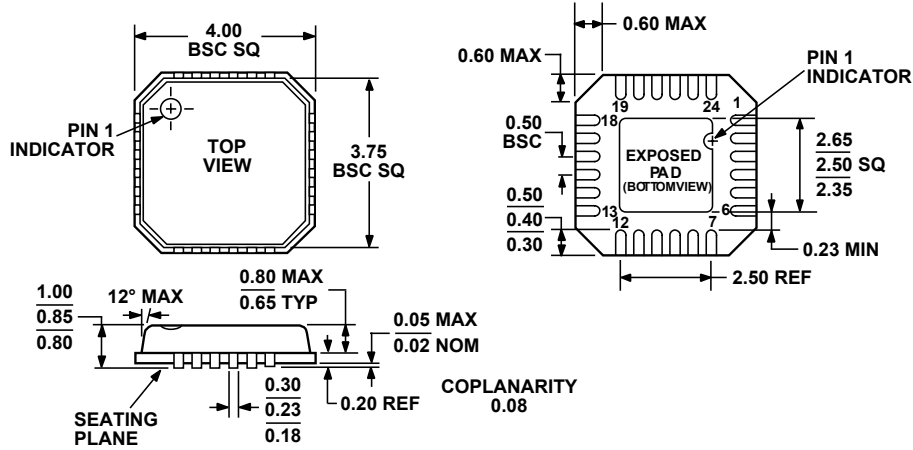 4.00
BSC SQ
PIN 1
INDICATOR
TOP
VIEW
3.75
BSC SQ
0.60 MAX
0.60 MAX
PIN 1
INDICATOR
19
24
1
18
0.50
BSC
EXPOSED
PAD
(BOTTOMVIEW)
2.65
2.50 SQ
2.35
0.50
0.40
0.30
13
12
7
6
0.23 MIN
2.50 REF
1.00
0.85
0.80
12° MAX
0.80 MAX
0.65 TYP
0.05 MAX
0.02 NOM
SEATING
PLANE
0.30
0.23
0.18
0.20 REF
COPLANARITY
0.08